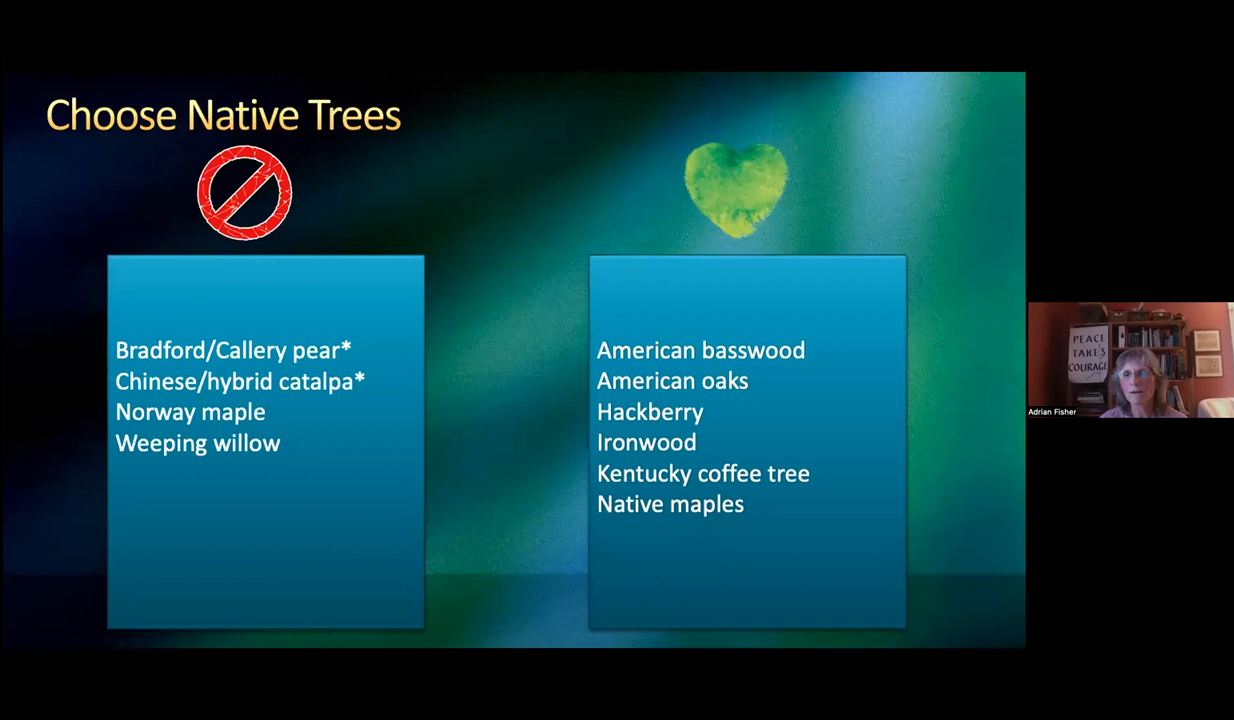 Choose Native Trees
Bradford/Callery pear*
Chinese/hybrid catalpa*
Norway maple
Weeping willow
American basswood
American oaks
Hackberry
Ironwood
Kentucky coffee tree
Native maples
PEACE
TAKES
COURAGE
Adrian Fisher